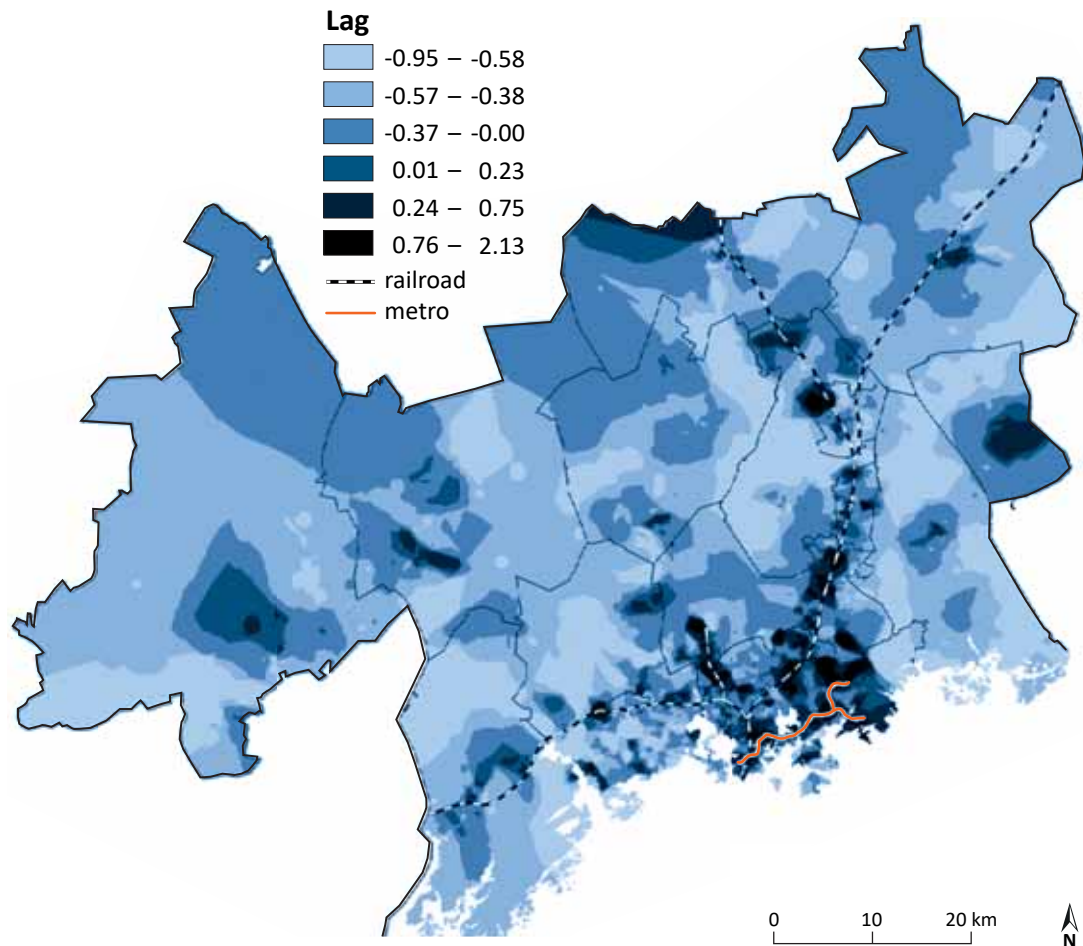 Lag
-0.95 – -0.58
-0.57 – -0.38
-0.37 – -0.00
0.01 – 0.23
0.24 – 0.75
0.76 – 2.13
railroad
metro
0 10 20 km
N